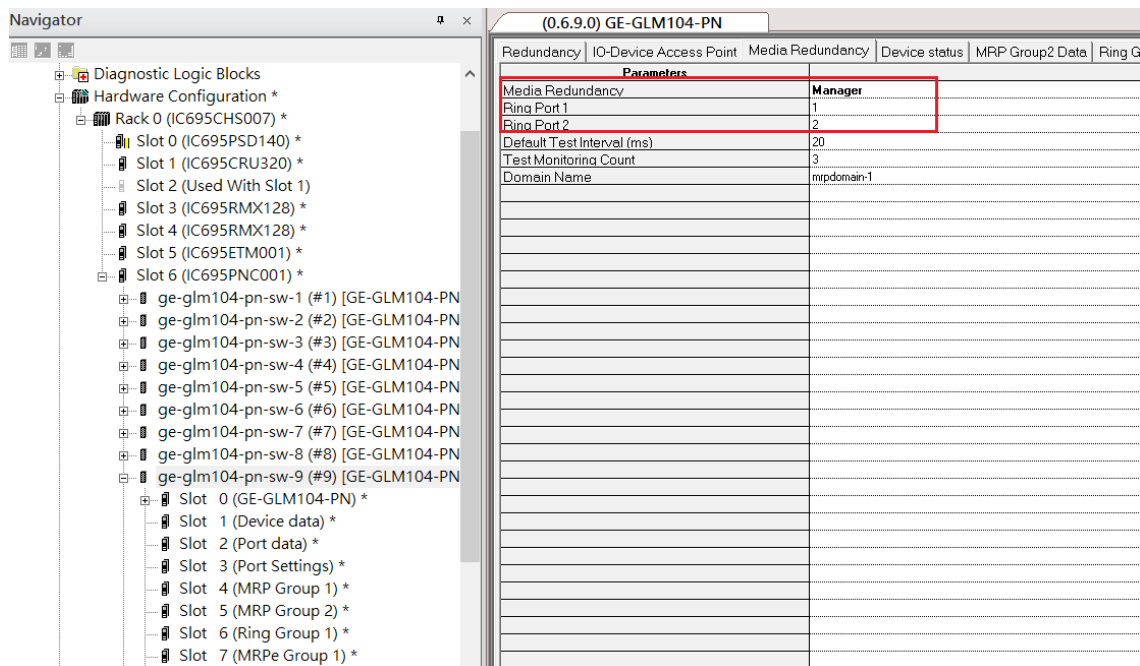 Navigator
(0.6.9.0) GE-GLM104-PN
Redundancy IO-Device Access Point Media Redundancy Device status MRP Group2 Data Ring G
Parameters
Diagnostic Logic Blocks
Hardware Configuration *
Rack 0 (IC695CHS007) *
Slot 0 (IC695PSD140) *
Slot 1 (IC695CRU320) *
Slot 2 (Used With Slot 1)
Slot 3 (IC695RMX128) *
Slot 4 (IC695RMX128) *
Slot 5 (IC695ETM001) *
Slot 6 (IC695PNC001) *
ge-glm104-pn-sw-1 (#1) [GE-GLM104-PN
ge-glm104-pn-sw-2 (#2) [GE-GLM104-PN
ge-glm104-pn-sw-3 (#3) [GE-GLM104-PN
ge-glm104-pn-sw-4 (#4) [GE-GLM104-PN
ge-glm104-pn-sw-5 (#5) [GE-GLM104-PN
ge-glm104-pn-sw-6 (#6) [GE-GLM104-PN
ge-glm104-pn-sw-7 (#7) [GE-GLM104-PN
ge-glm104-pn-sw-8 (#8) [GE-GLM104-PN
ge-glm104-pn-sw-9 (#9) [GE-GLM104-PN
Slot 0 (GE-GLM104-PN) *
Slot 1 (Device data) *
Slot 2 (Port data) *
Slot 3 (Port Settings) *
Slot 4 (MRP Group 1) *
Slot 5 (MRP Group 2) *
Slot 6 (Ring Group 1) *
Slot 7 (MRPe Group 1) *
Media Redundancy Manager
Ring Port 1 1
Ring Port 2 2
Default Test Interval (ms) 20
Test Monitoring Count 3
Domain Name mrpdomain-1